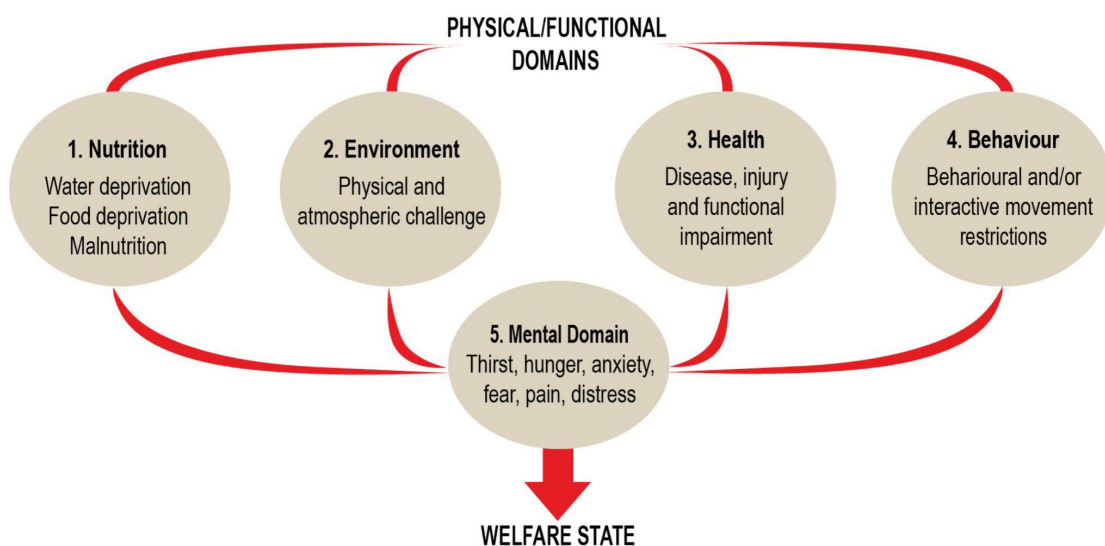 PHYSICAL/FUNCTIONAL
DOMAINS
1. Nutrition
Water deprivation
Food deprivation
Malnutrition
2. Environment
Physical and
atmospheric challenge
3. Health
Disease, injury
and functional
impairment
4. Behaviour
Beharioural and/or
interactive movement
restrictions
5. Mental Domain
Thirst, hunger, anxiety,
fear, pain, distress
WELFARE STATE